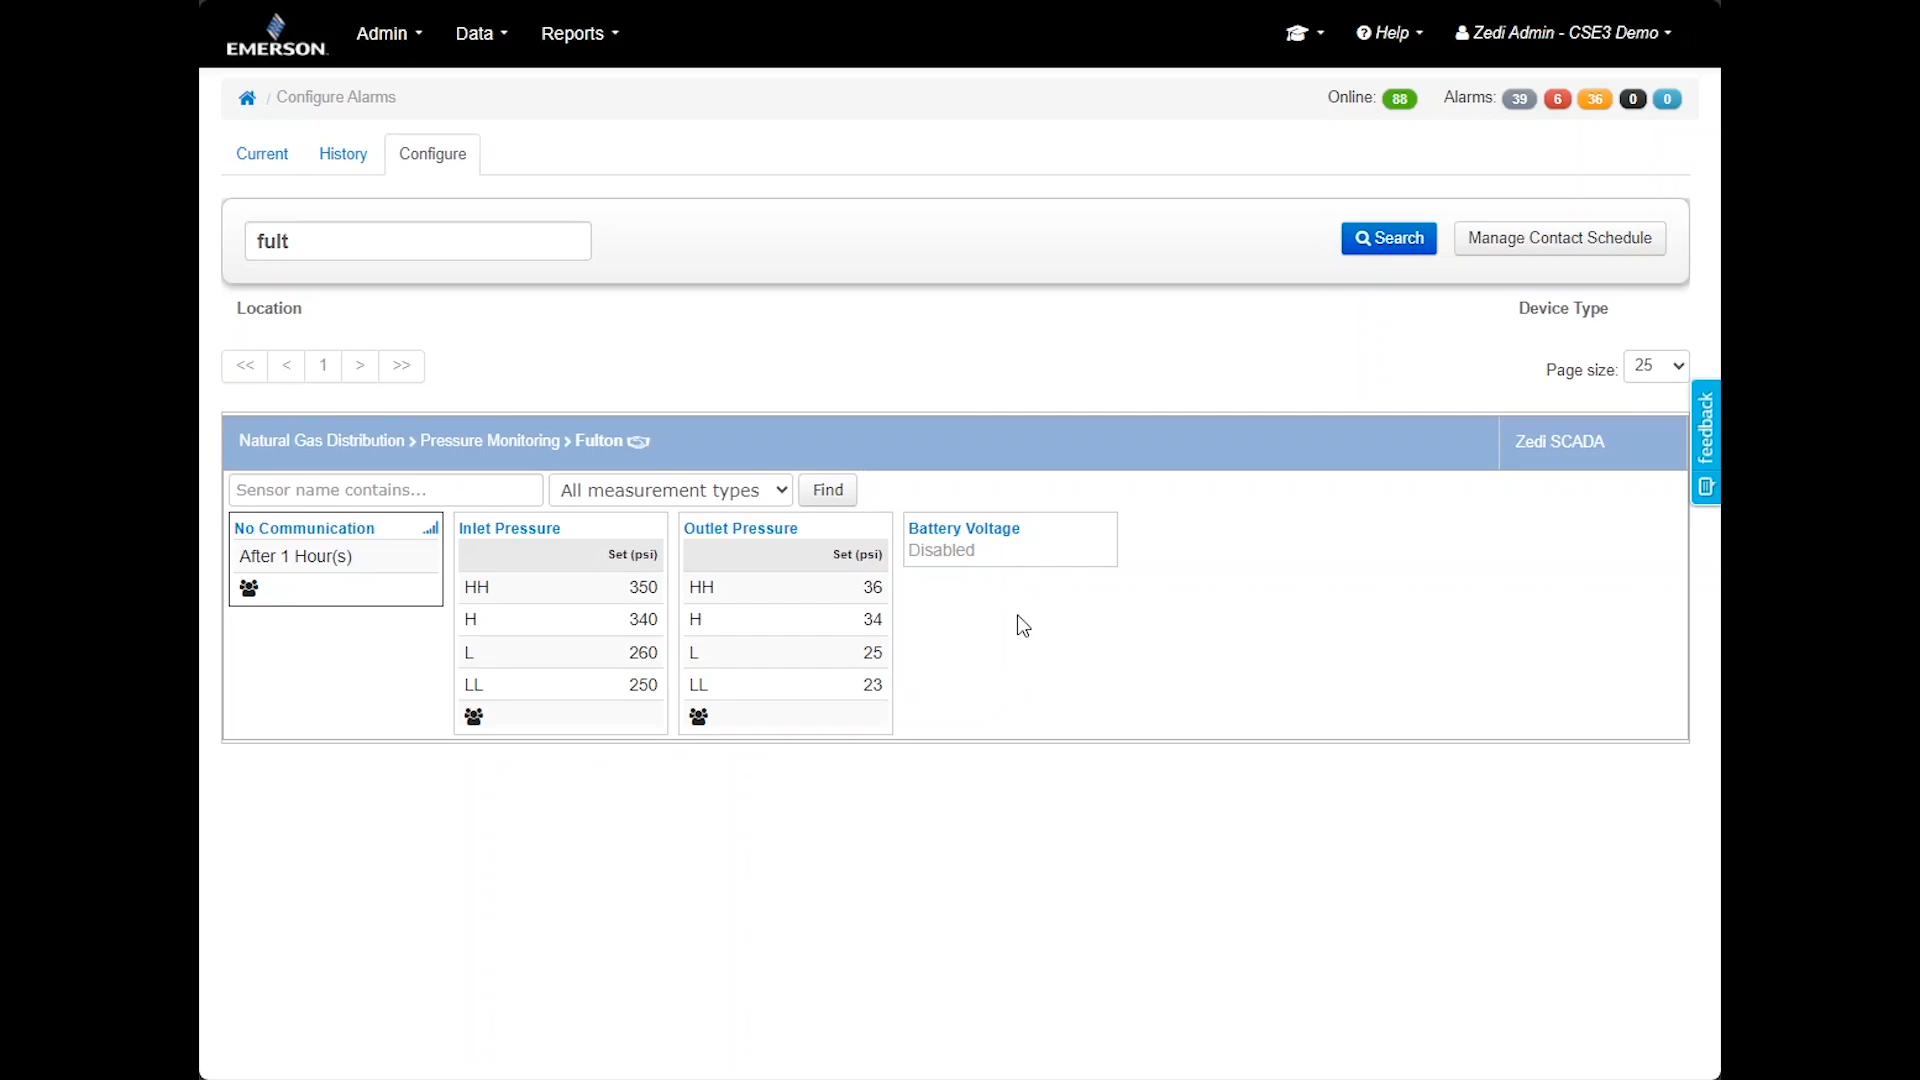 EMERSON
Admin
Data
Reports
Help
Zedi Admin - CSE3 Demo
/ Configure Alarms
Online: 88
Alarms: 39 6 36 0 0
Current
History
Configure
fult
Search
Manage Contact Schedule
Location
Device Type
<< < 1 > >>
Page size: 25
feedback
Natural Gas Distribution > Pressure Monitoring > Fulton
Zedi SCADA
Sensor name contains...
All measurement types
Find
No Communication
After 1 Hour(s)
Inlet Pressure
Set (psi)
HH 350
H 340
L 260
LL 250
Outlet Pressure
Set (psi)
HH 36
H 34
L 25
LL 23
Battery Voltage
Disabled